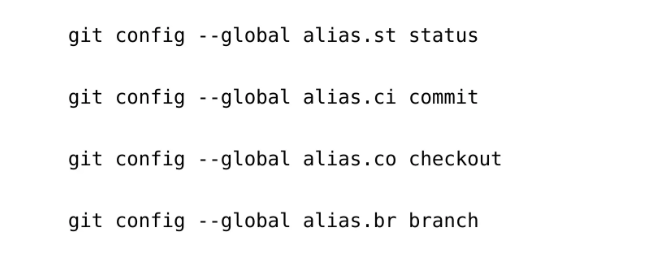 git config --global alias.st status
git config --global alias.ci commit
git config --global alias.co checkout
git config --global alias.br branch